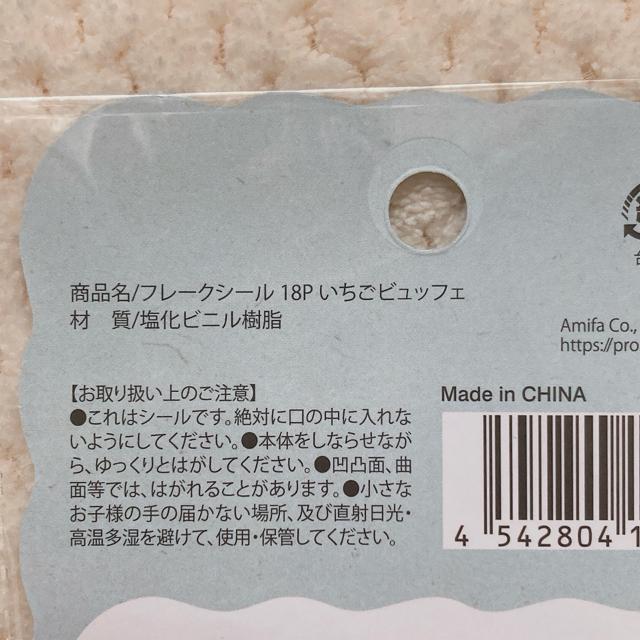 商品名/フレークシール 18P いちごビュッフェ
材　質/塩化ビニル樹脂
Amifa Co.,
https://pro
【お取り扱い上のご注意】
●これはシールです。絶対に口の中に入れな
いようにしてください。●本体をしならせなが
ら、ゆっくりとはがしてください。●凹凸面、曲
面等では、はがれることがあります。●小さな
お子様の手の届かない場所、及び直射日光・
高温多湿を避けて、使用・保管してください。
Made in CHINA
4 542804 1